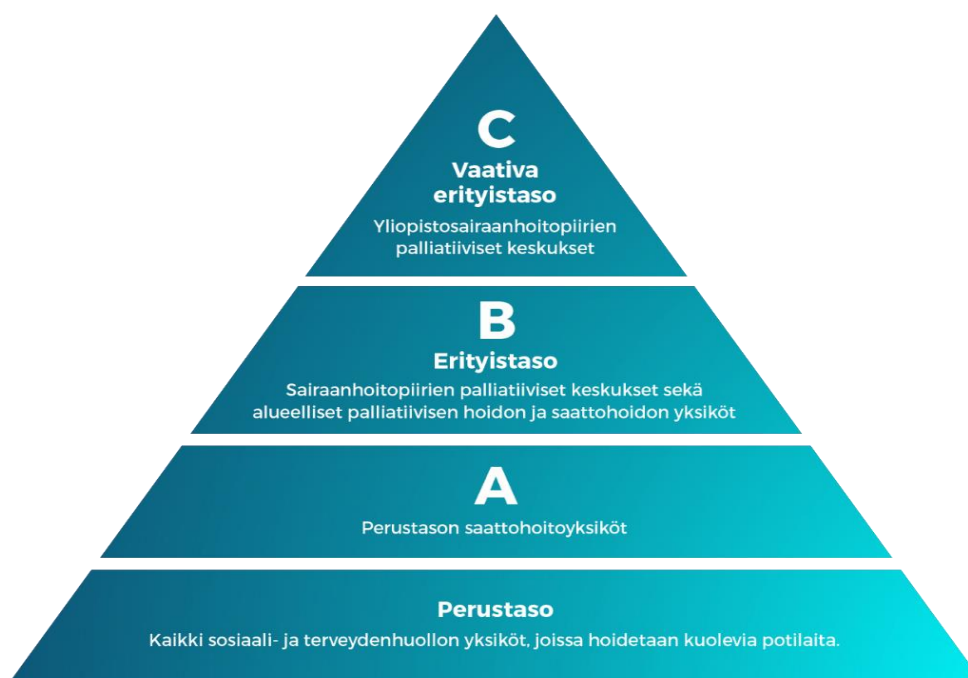 C
Vaativa
erityistaso
Yliopistosairaanhoitopiirien
palliatiiviset keskukset
B
Erityistaso
Sairaanhoitopiirien palliatiiviset keskukset sekä
alueelliset palliatiivisen hoidon ja saattohoidon yksiköt
A
Perustason saattohoitoyksiköt
Perustaso
Kaikki sosiaali- ja terveydenhuollon yksiköt, joissa hoidetaan kuolevia potilaita.